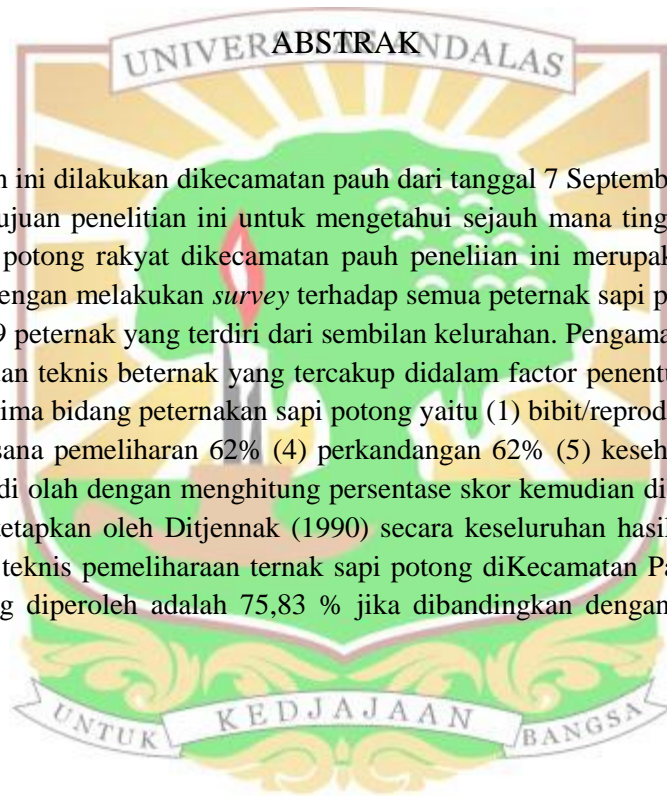 ABSTRAK
UNIVERSITAS ANDALAS
ini dilakukan dikecamatan pauh dari tanggal 7 Septemb
ujuan penelitian ini untuk mengetahui sejauh mana ting
potong rakyat dikecamatan pauh peneliian ini merupak
engan melakukan survey terhadap semua peternak sapi p
9 peternak yang terdiri dari sembilan kelurahan. Pengama
an teknis beternak yang tercakup didalam factor penentu
ima bidang peternakan sapi potong yaitu (1) bibit/reprod
sana pemeliharan 62% (4) perkandangan 62% (5) keseh
di olah dengan menghitung persentase skor kemudian di
etapkan oleh Ditjennak (1990) secara keseluruhan hasil
teknis pemeliharaan ternak sapi potong diKecamatan Pa
g diperoleh adalah 75,83 % jika dibandingkan dengan
UNTUK KEDJAJAAN BANGSA